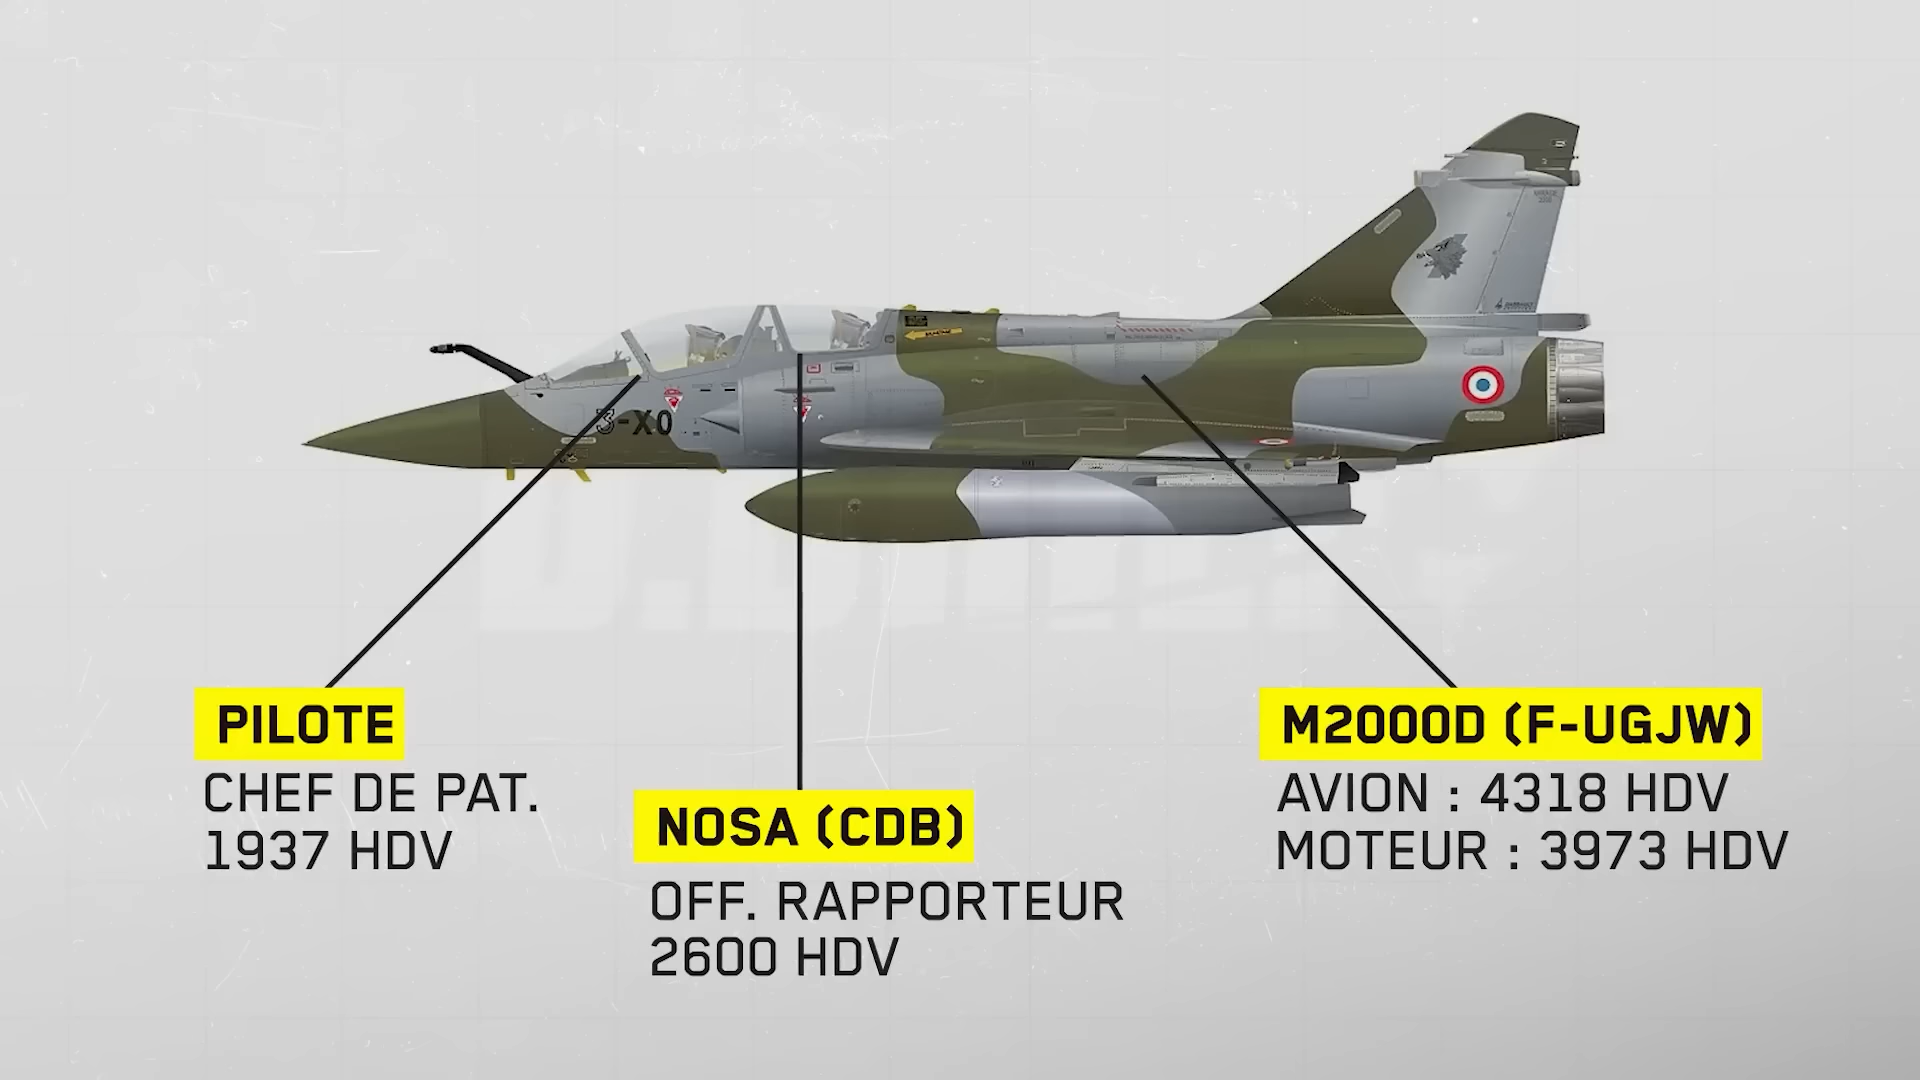 3-XO
PILOTE
CHEF DE PAT.
1937 HDV
NOSA (CDB)
OFF. RAPPORTEUR
2600 HDV
M2000D (F-UGJW)
AVION : 4318 HDV
MOTEUR : 3973 HDV